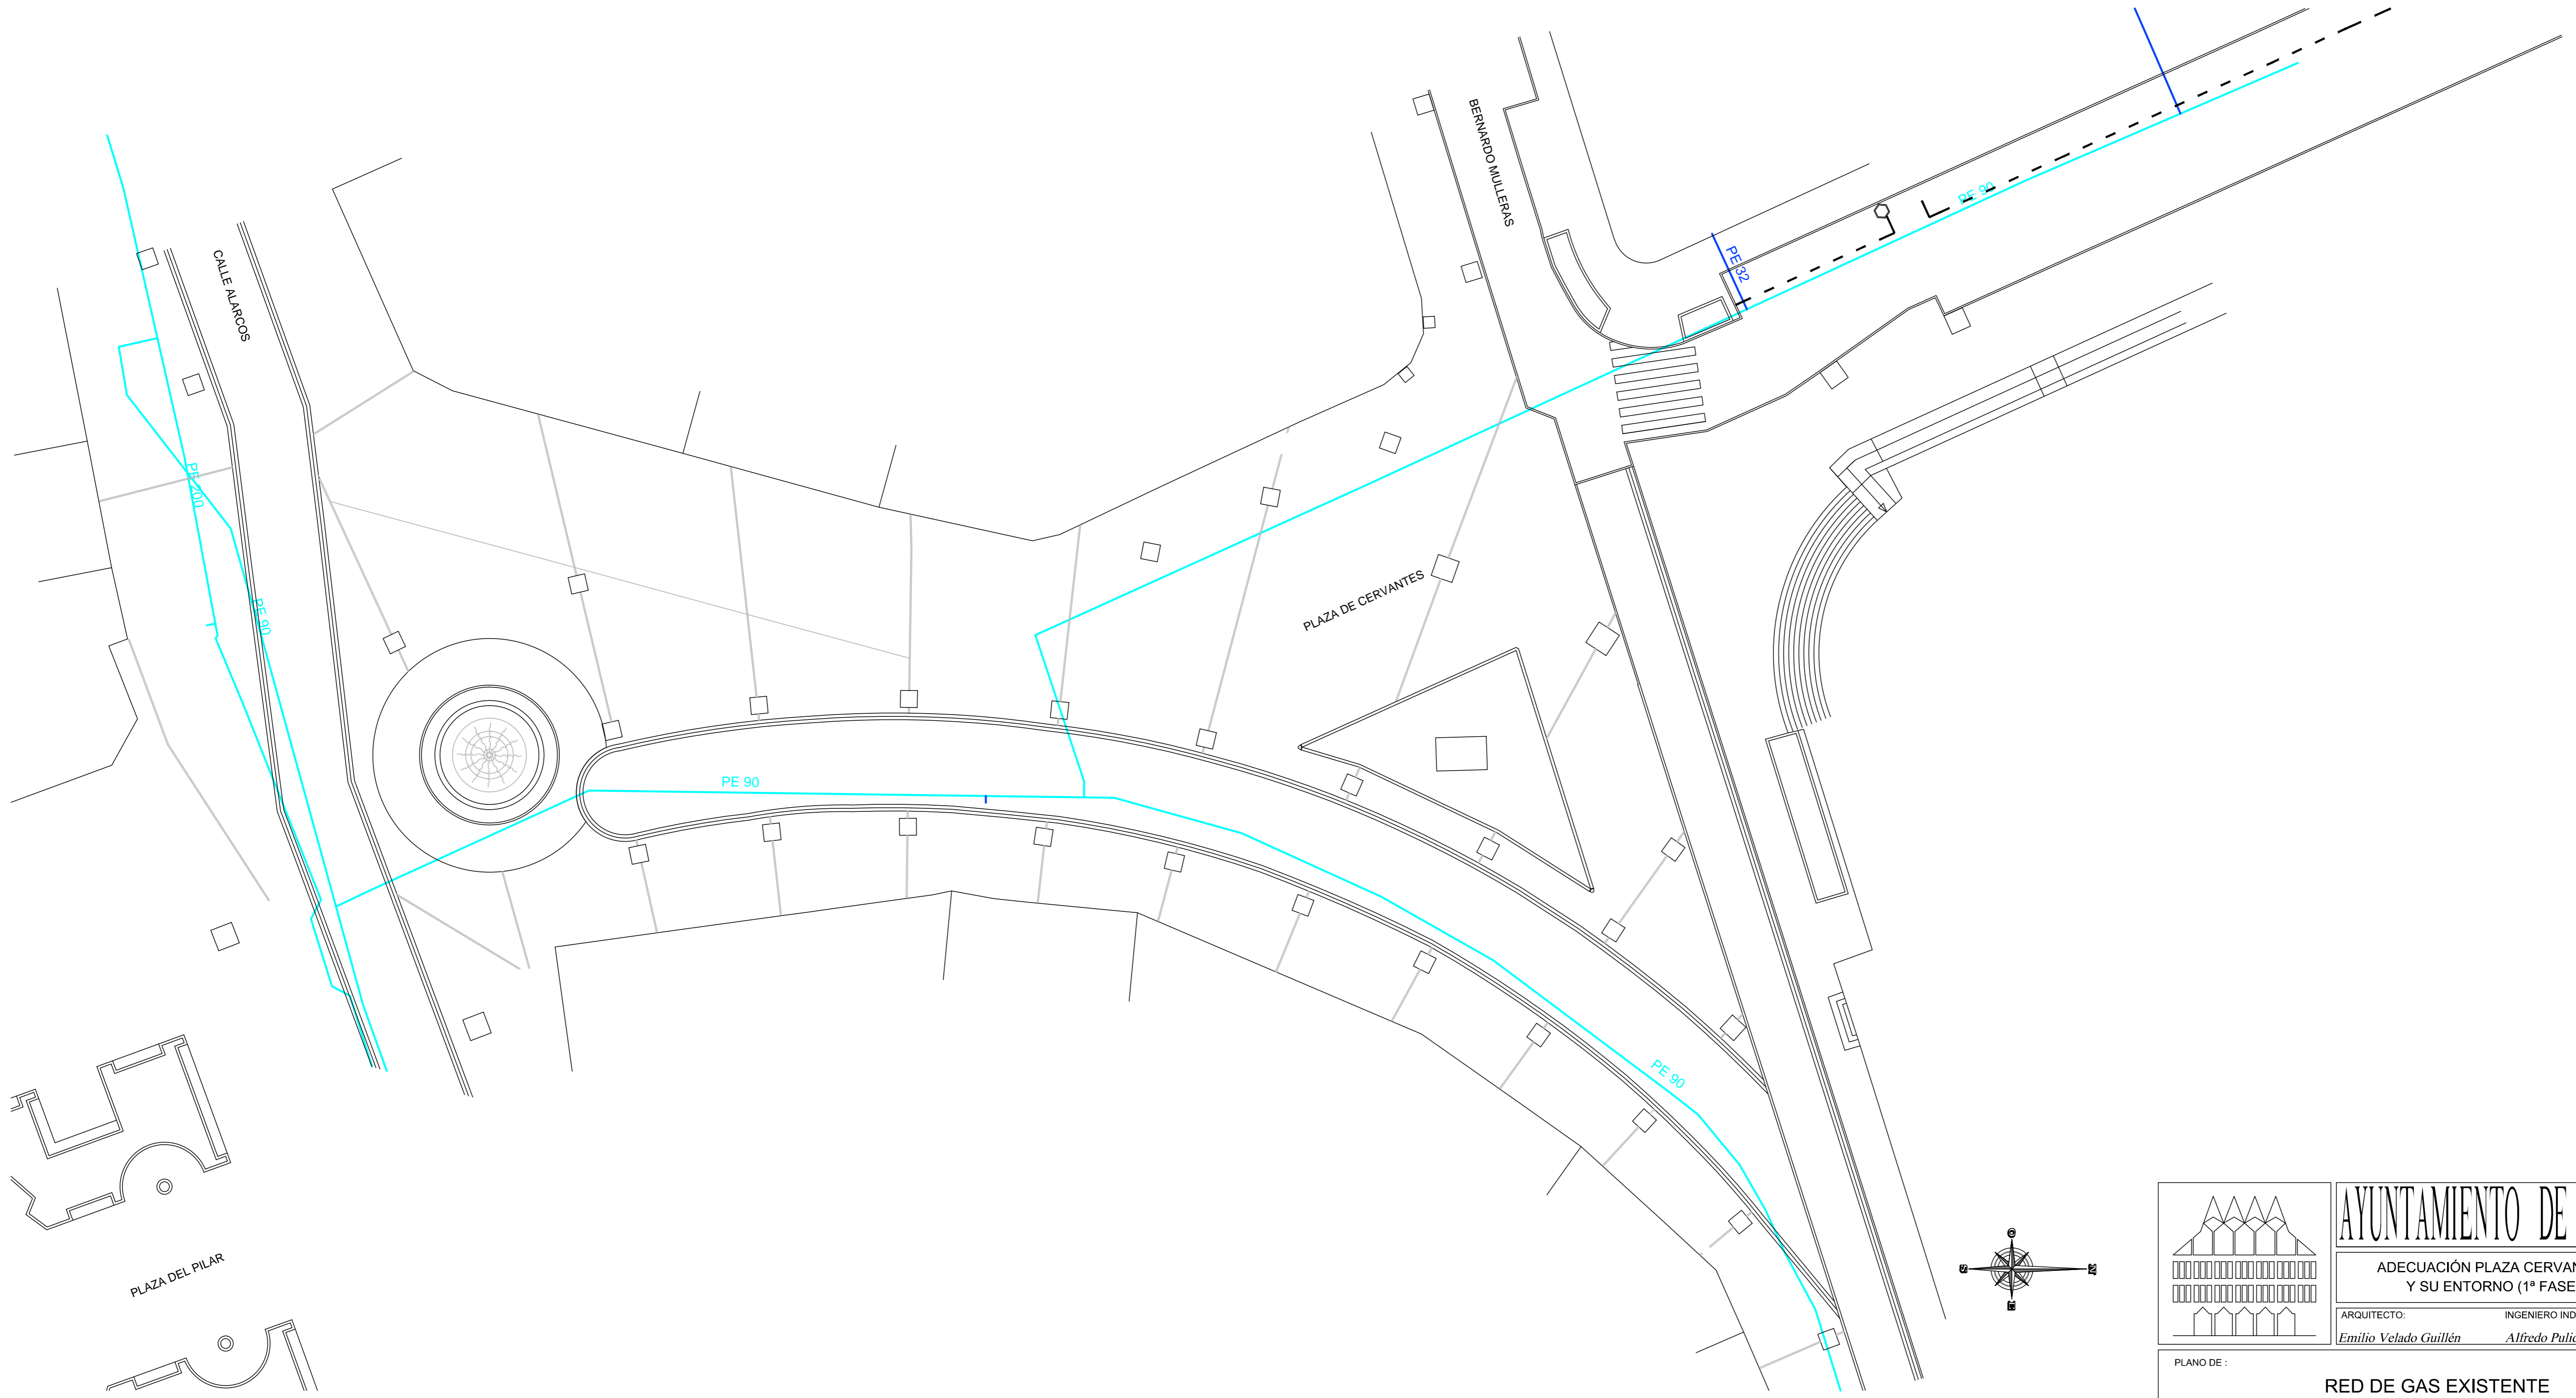 BERNARDO MULLERAS
CALLE ALARCOS
PE 90
PE 32
PE 200
PE 90
PLAZA DE CERVANTES
PE 90
PE 90
PLAZA DEL PILAR
O
S
N
E
AYUNTAMIENTO DE
ADECUACIÓN PLAZA
Y SU ENTORNO (1ª FASE
ARQUITECTO: INGENIERO
Emilio Velado Guillén Alfredo
PLANO DE :
RED DE GAS EXISTENTE